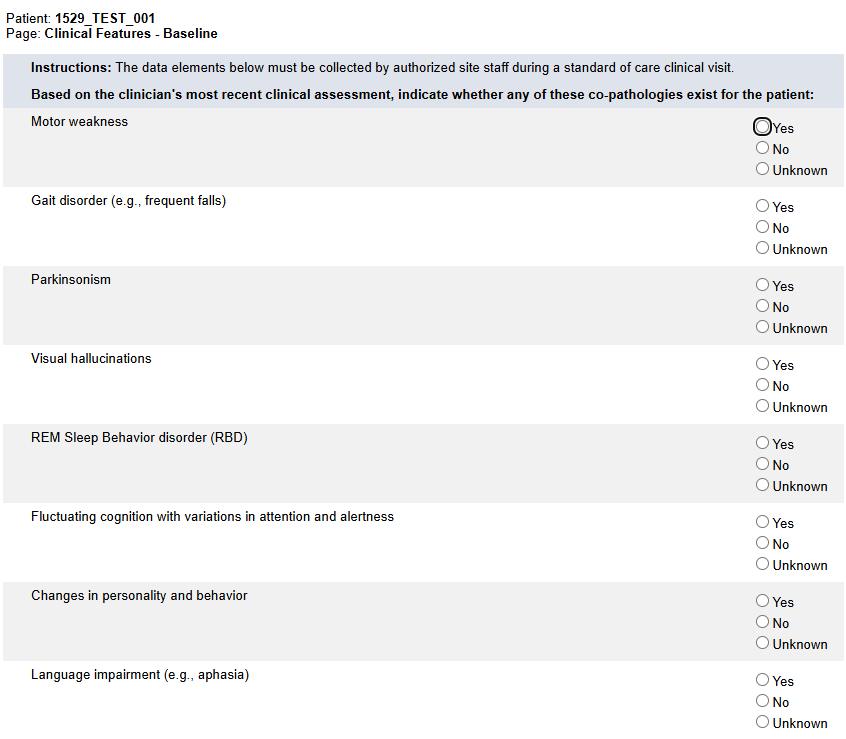 Patient: 1529_TEST_001
Page: Clinical Features - Baseline
Instructions: The data elements below must be collected by authorized site staff during a standard of care clinical visit.
Based on the clinician's most recent clinical assessment, indicate whether any of these co-pathologies exist for the patient:
Motor weakness
Yes
No
Unknown
Gait disorder (e.g., frequent falls)
Yes
No
Unknown
Parkinsonism
Yes
No
Unknown
Visual hallucinations
Yes
No
Unknown
REM Sleep Behavior disorder (RBD)
Yes
No
Unknown
Fluctuating cognition with variations in attention and alertness
Yes
No
Unknown
Changes in personality and behavior
Yes
No
Unknown
Language impairment (e.g., aphasia)
Yes
No
Unknown